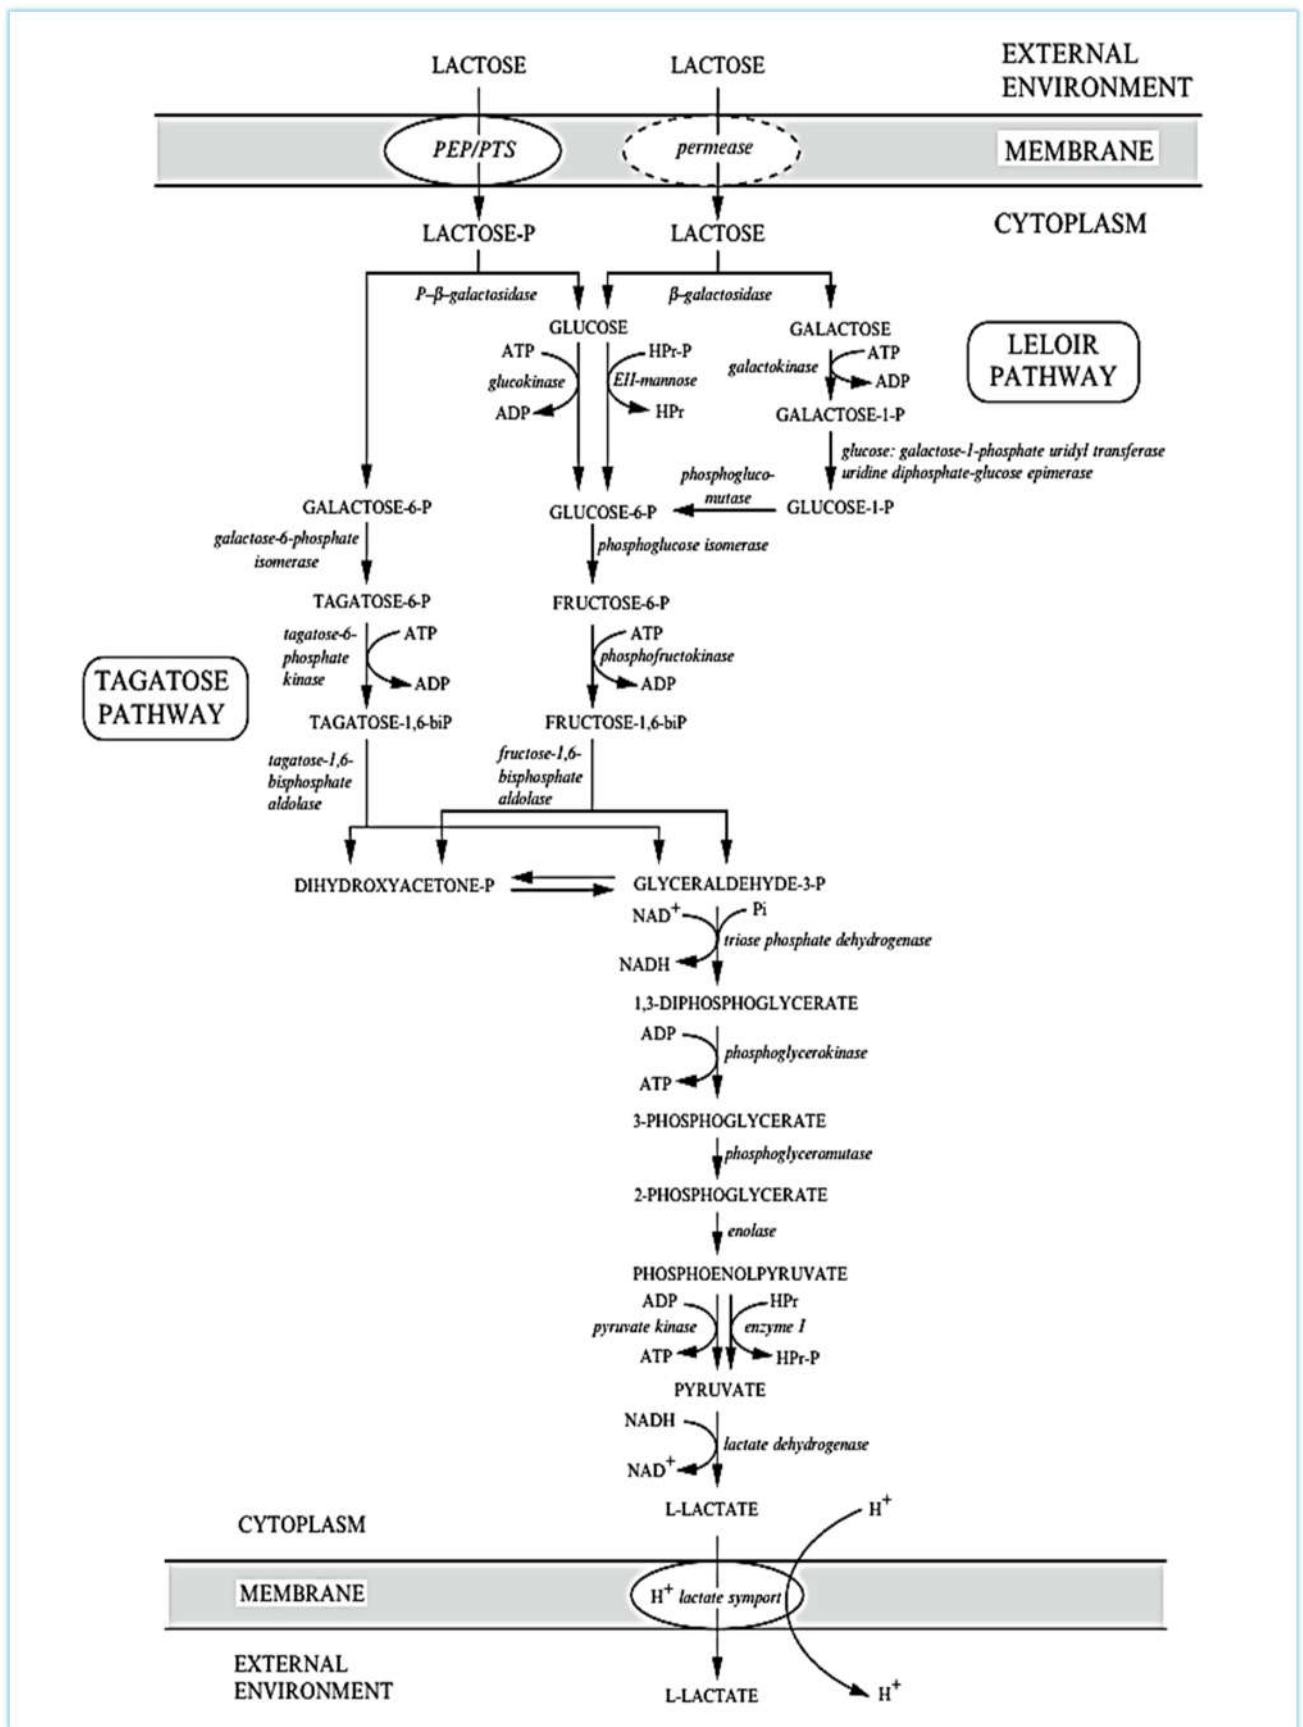 LACTOSE
LACTOSE
EXTERNAL
ENVIRONMENT
PEP/PTS
permease
MEMBRANE
LACTOSE-P
LACTOSE
CYTOPLASM
P-β-galactosidase
β-galactosidase
GLUCOSE
GALACTOSE
LELOIR
PATHWAY
ATP
HPr-P
glucokinase
EII-mannose
ADP
HPr
galactokinase
ATP
ADP
GALACTOSE-1-P
glucose: galactose-1-phosphate uridyl transferase
uridine diphosphate-glucose epimerase
phosphogluco-
mutase
GALACTOSE-6-P
GLUCOSE-6-P
GLUCOSE-1-P
galactose-6-phosphate
isomerase
phosphoglucose isomerase
TAGATOSE-6-P
FRUCTOSE-6-P
tagatose-6-
phosphate
kinase
ATP
ADP
ATP
phosphofructokinase
ADP
TAGATOSE
PATHWAY
TAGATOSE-1,6-biP
FRUCTOSE-1,6-biP
tagatose-1,6-
bisphosphate
aldolase
fructose-1,6-
bisphosphate
aldolase
DIHYDROXYACETONE-P
GLYCERALDEHYDE-3-P
NAD+
Pi
triose phosphate dehydrogenase
NADH
1,3-DIPHOSPHOGLYCERATE
ADP
phosphoglycerokinase
ATP
3-PHOSPHOGLYCERATE
phosphoglyceromutase
2-PHOSPHOGLYCERATE
enolase
PHOSPHOENOLPYRUVATE
ADP
HPr
pyruvate kinase
enzyme I
ATP
HPr-P
PYRUVATE
NADH
lactate dehydrogenase
NAD+
L-LACTATE
H+
CYTOPLASM
MEMBRANE
H+ lactate symport
EXTERNAL
ENVIRONMENT
L-LACTATE
H+